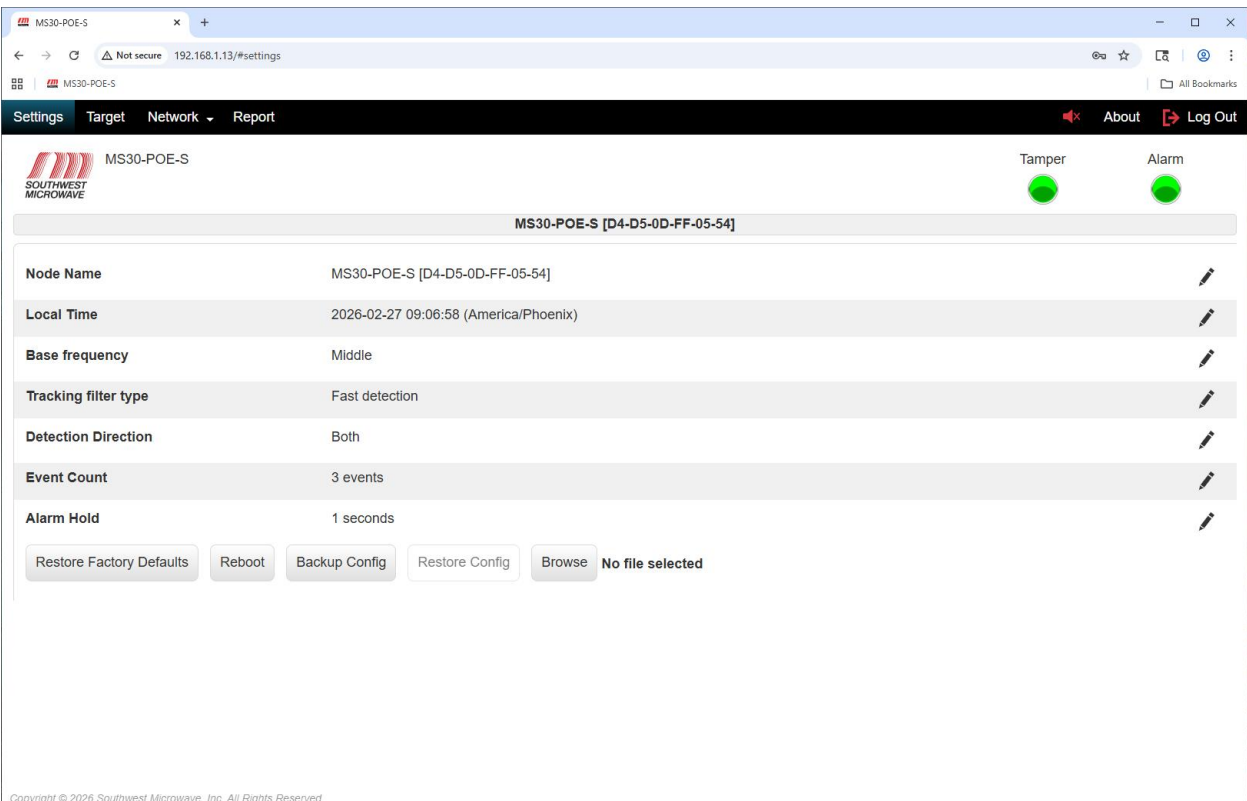 MS30-POE-S
Not secure 192.168.1.13/#settings
MS30-POE-S
All Bookmarks
Settings Target Network Report About Log Out
SOUTHWEST
MICROWAVE
MS30-POE-S
Tamper Alarm
MS30-POE-S [D4-D5-0D-FF-05-54]
Node Name MS30-POE-S [D4-D5-0D-FF-05-54]
Local Time 2026-02-27 09:06:58 (America/Phoenix)
Base frequency Middle
Tracking filter type Fast detection
Detection Direction Both
Event Count 3 events
Alarm Hold 1 seconds
Restore Factory Defaults Reboot Backup Config Restore Config Browse No file selected
Copyright © 2026 Southwest Microwave, Inc. All Rights Reserved